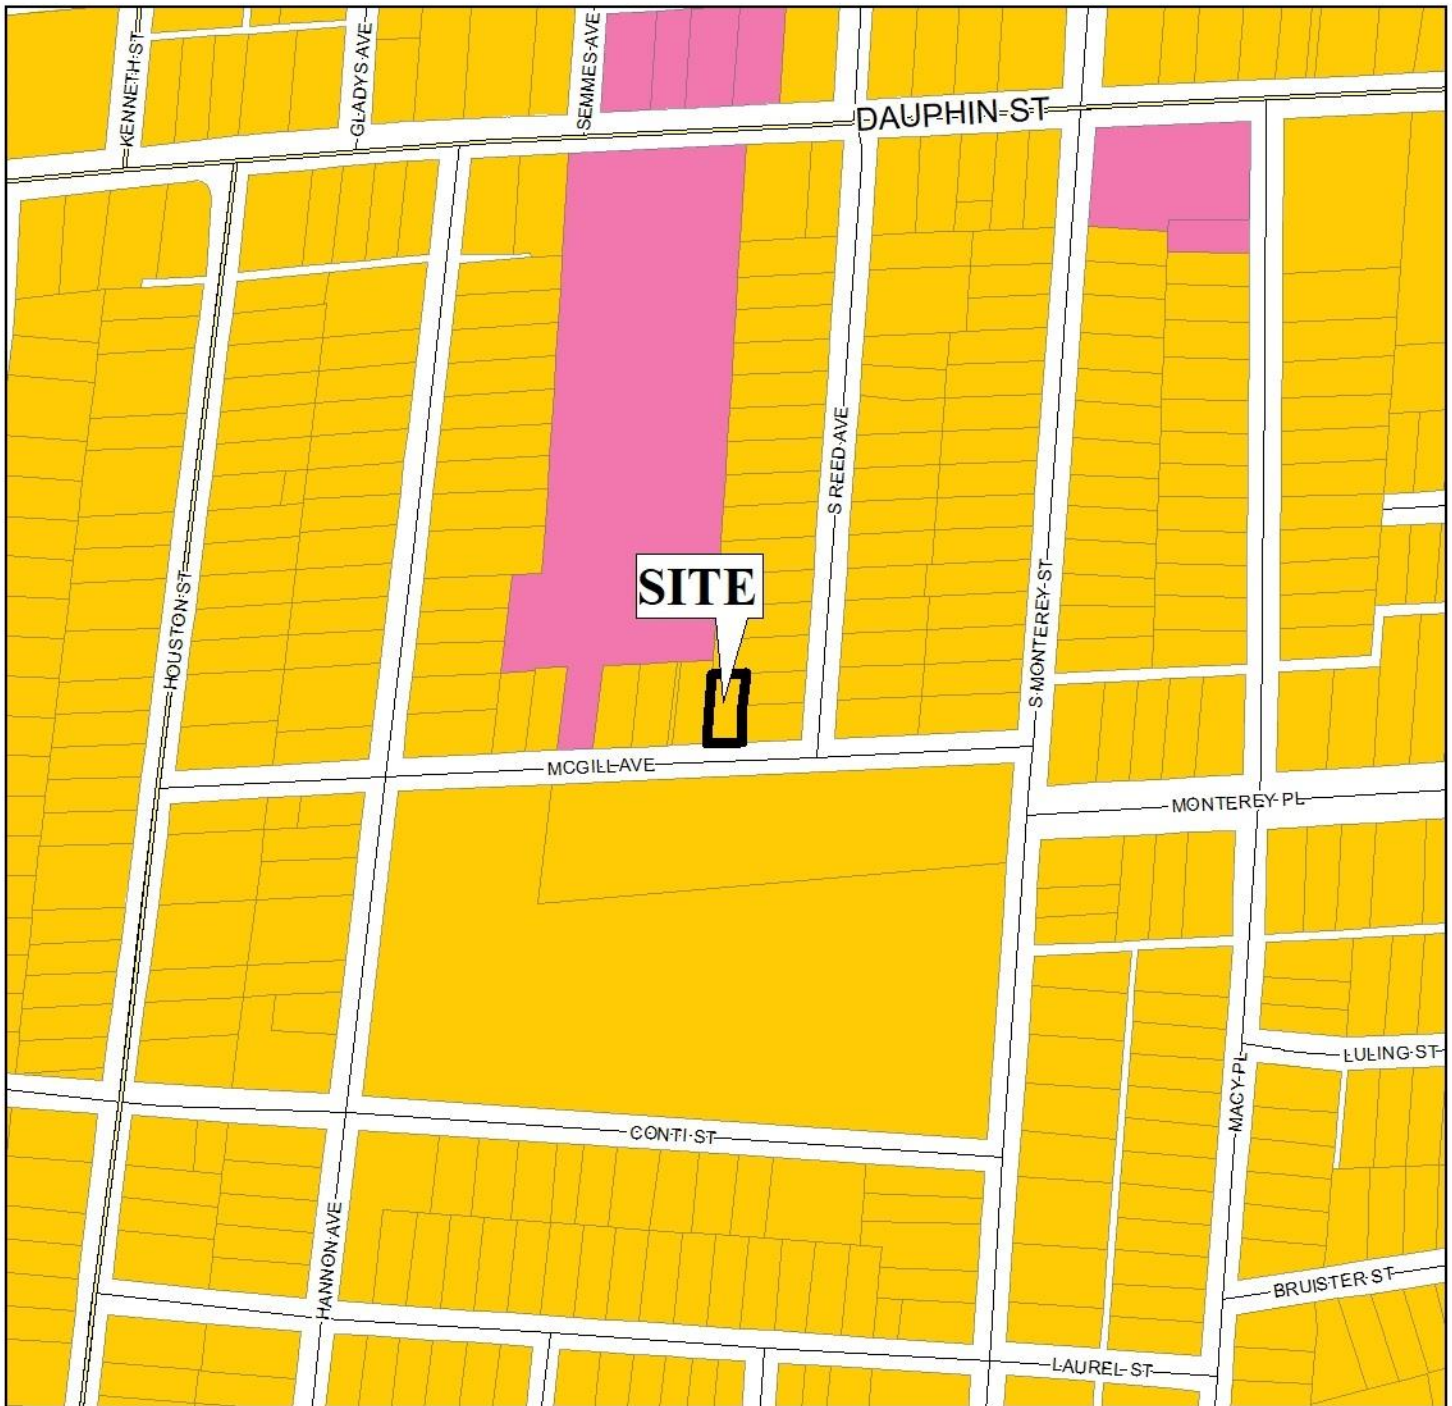 KENNETH ST
GLADYS AVE
SEMMES AVE
DAUPHIN ST
S REED AVE
SITE
S MONTEREY ST
HOUSTON ST
MCGILL AVE
MONTEREY PL
LULING ST
MACY PL
CONTI ST
HANNON AVE
BRUISTER ST
LAUREL ST